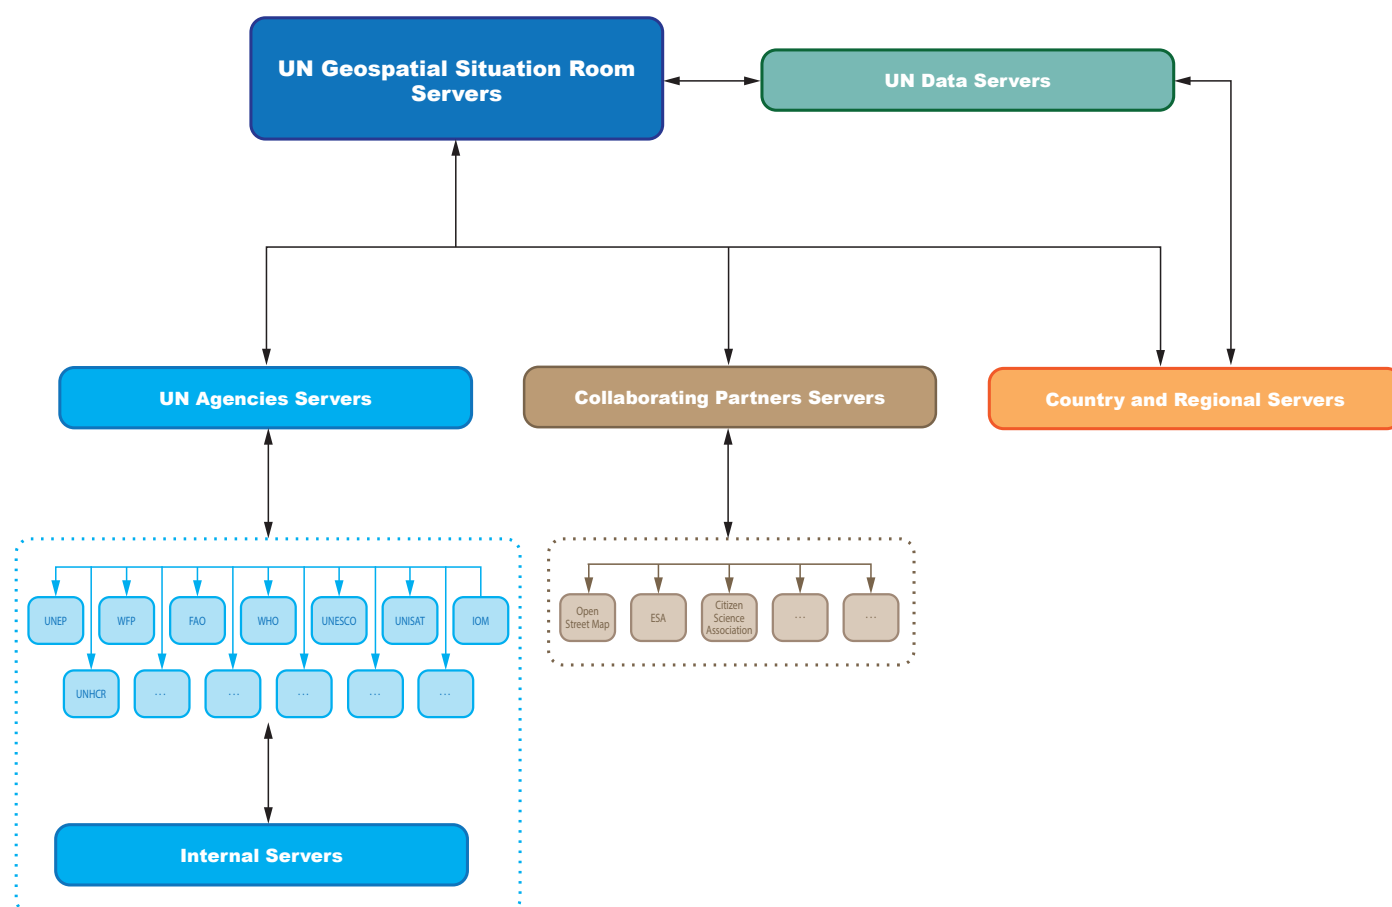 UN Geospatial Situation Room
Servers
UN Data Servers
UN Agencies Servers
Collaborating Partners Servers
Country and Regional Servers
UNEP
WFP
FAO
WHO
UNESCO
UNISAT
IOM
Open
Street Map
ESA
Citizen
Science
Association
...
...
UNHCR
...
...
...
...
...
Internal Servers